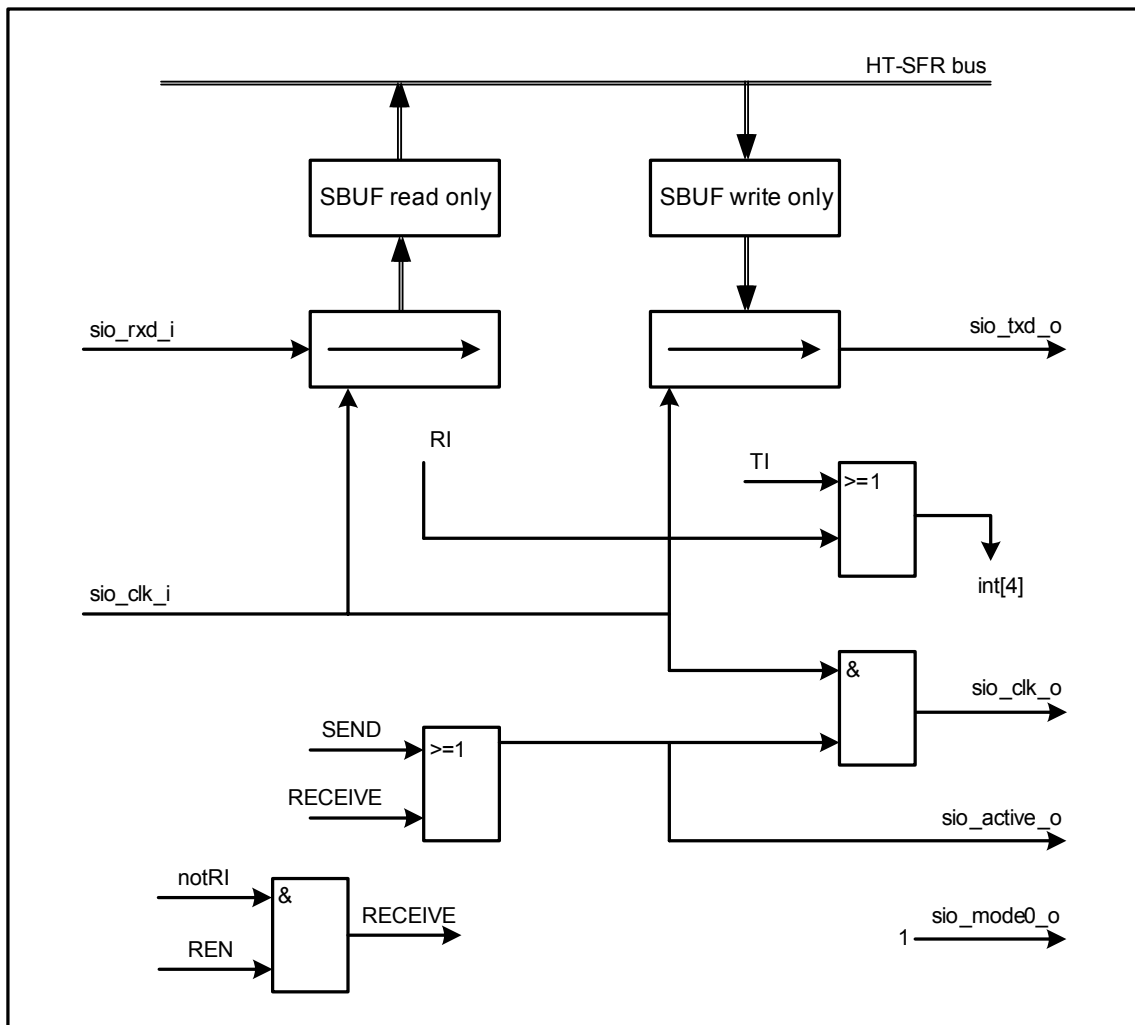 HT-SFR bus
SBUF read only
SBUF write only
sio_rxd_i
sio_txd_o
RI
TI
>=1
int[4]
sio_clk_i
&
sio_clk_o
SEND
>=1
RECEIVE
sio_active_o
notRI
&
RECEIVE
REN
sio_mode0_o
1